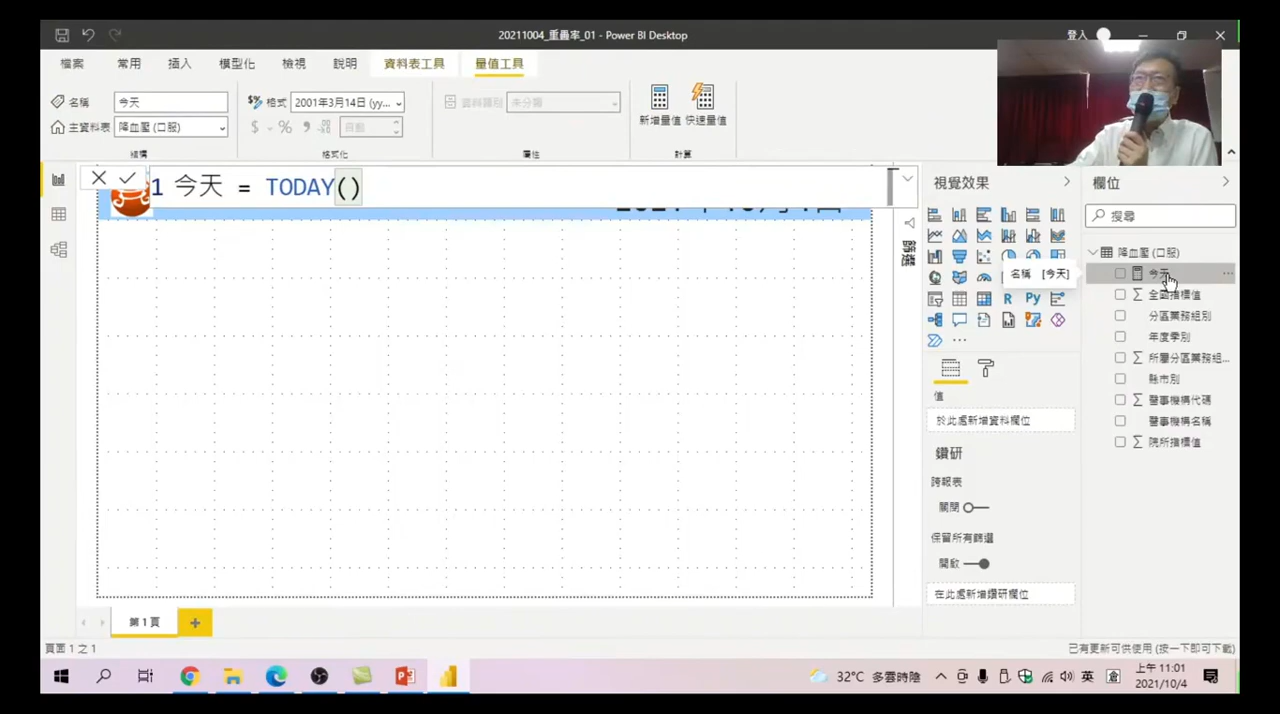 20211004_重疊率_01 - Power BI Desktop
登入
檔案 常用 插入 模型化 檢視 說明 資料表工具 量值工具
名稱 今天
主資料表 降血壓 (口服)
格式 2001年3月14日 (yy...
$ % 自動
資料類別 未分類
新增量值 快速量值
結構 格式化 屬性 計算
1 今天 = TODAY()
篩選
視覺效果
R Py
值
於此處新增資料欄位
鑽研
跨報表
關閉
保留所有篩選
開啟
在此處新增鑽研欄位
欄位
搜尋
降血壓 (口服)
今天
名稱 [今天]
全國指標值
分區業務組別
年度季別
所屬分區業務組...
縣市別
醫事機構代碼
醫事機構名稱
院所指標值
第 1 頁
頁面 1 之 1
已有更新可供使用 (按一下即可下載)
32°C 多雲時陰
英
倉
上午 11:01
2021/10/4